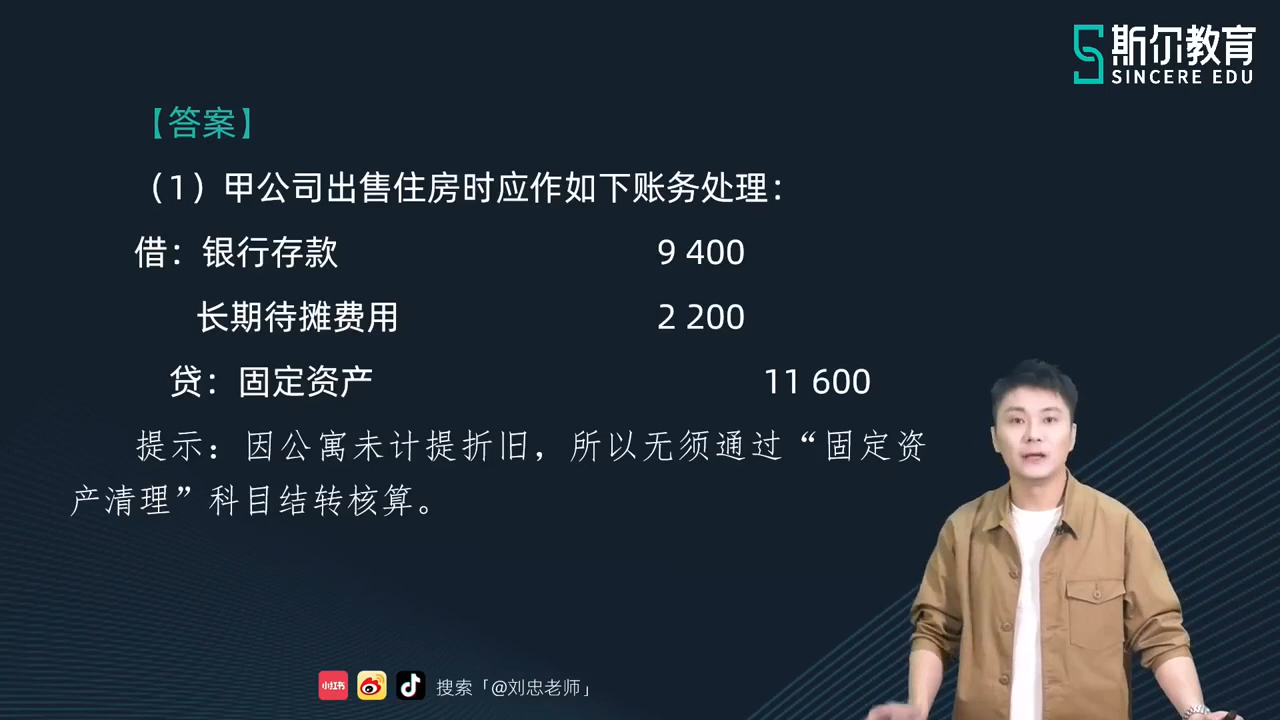 斯尔教育
SINCERE EDU
【答案】
（1）甲公司出售住房时应作如下账务处理：
借：银行存款 9 400
长期待摊费用 2 200
贷：固定资产 11 600
提示：因公寓未计提折旧，所以无须通过“固定资
产清理”科目结转核算。
小红书 搜索「@刘忠老师」